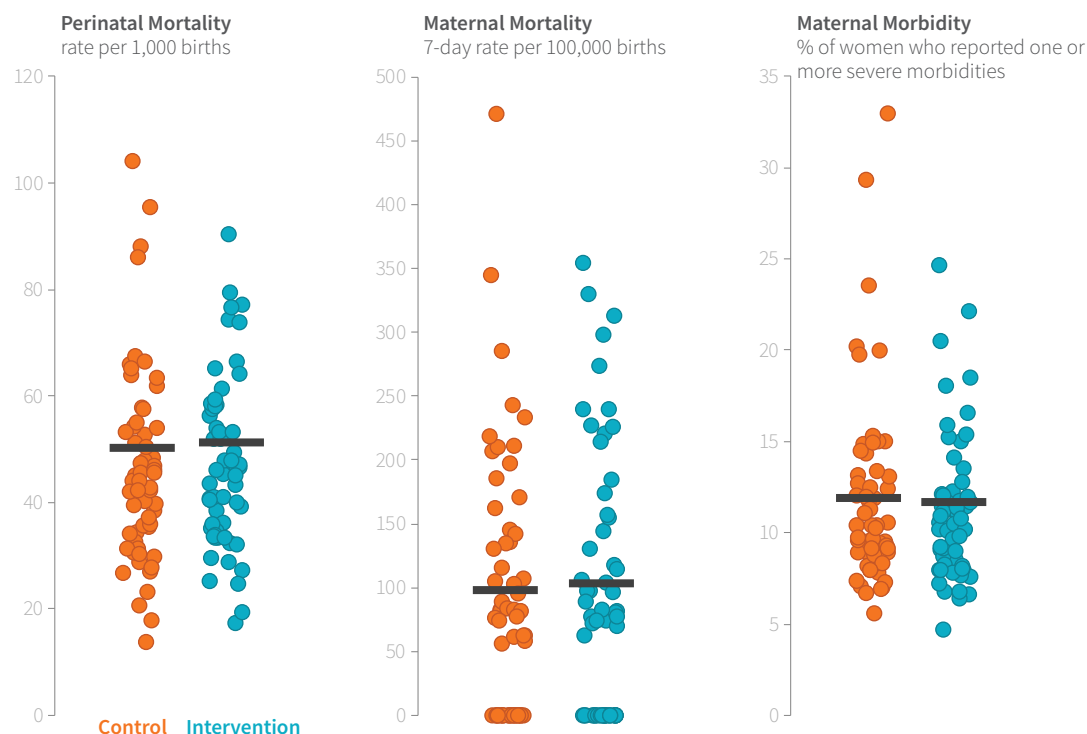 Perinatal Mortality
rate per 1,000 births
120
100
80
60
40
20
0
Control
Intervention
Maternal Mortality
7-day rate per 100,000 births
500
450
400
350
300
250
200
150
100
50
0
Maternal Morbidity
% of women who reported one or
more severe morbidities
35
30
25
20
15
10
5
0